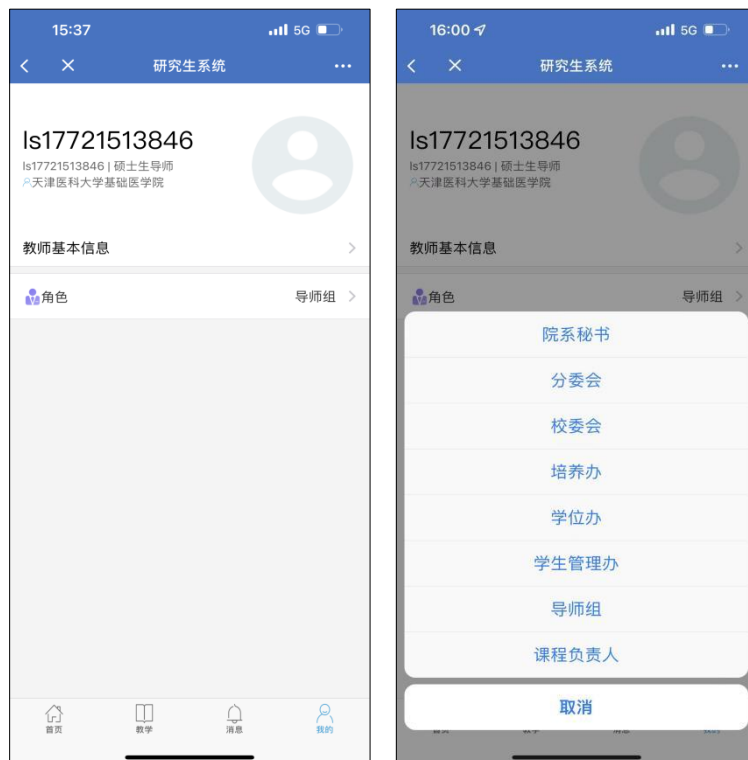 15:37
5G
研究生系统
ls17721513846
ls17721513846 | 硕士生导师
天津医科大学基础医学院
教师基本信息
角色
导师组
首页
教学
消息
我的
16:00
5G
研究生系统
ls17721513846
ls17721513846 | 硕士生导师
天津医科大学基础医学院
教师基本信息
角色
导师组
院系秘书
分委会
校委会
培养办
学位办
学生管理办
导师组
课程负责人
取消